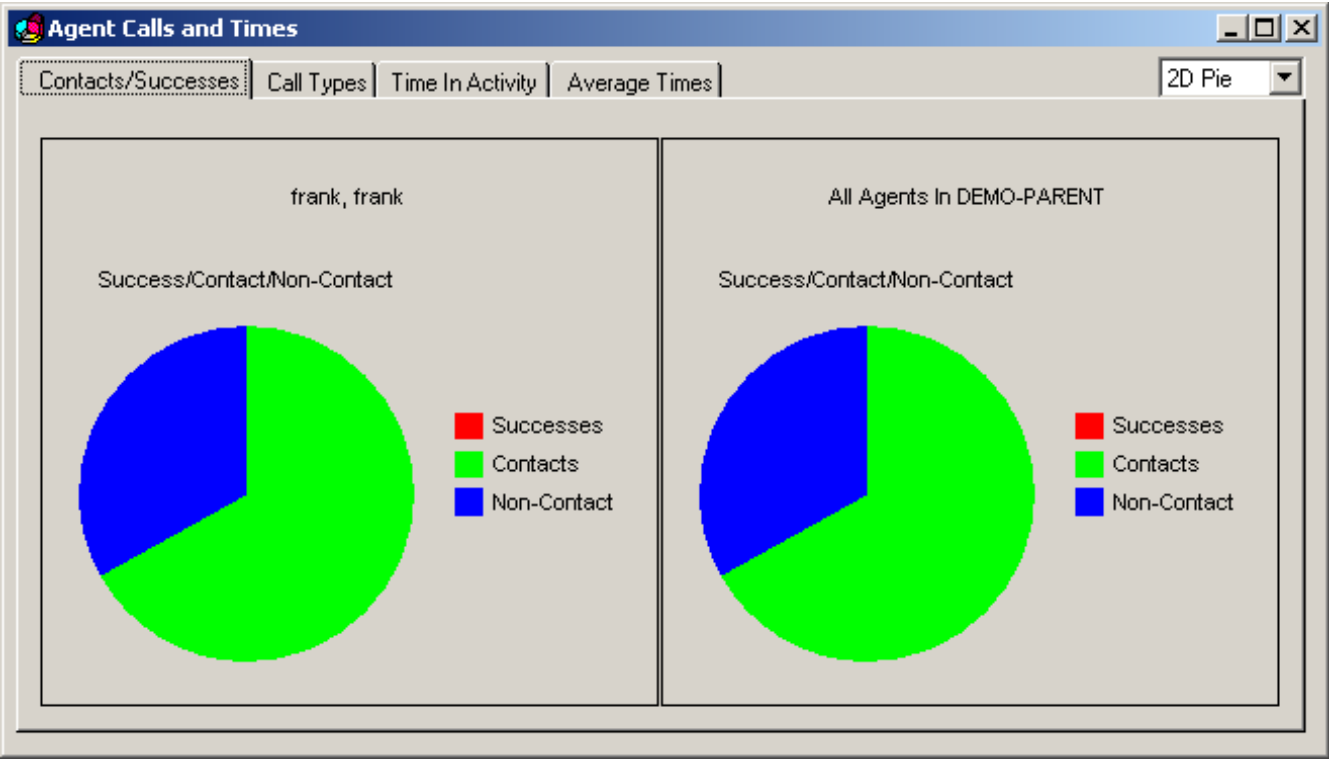 Agent Calls and Times
Contacts/Successes Call Types Time In Activity Average Times 2D Pie
frank, frank
Success/Contact/Non-Contact
Successes
Contacts
Non-Contact
All Agents In DEMO-PARENT
Success/Contact/Non-Contact
Successes
Contacts
Non-Contact